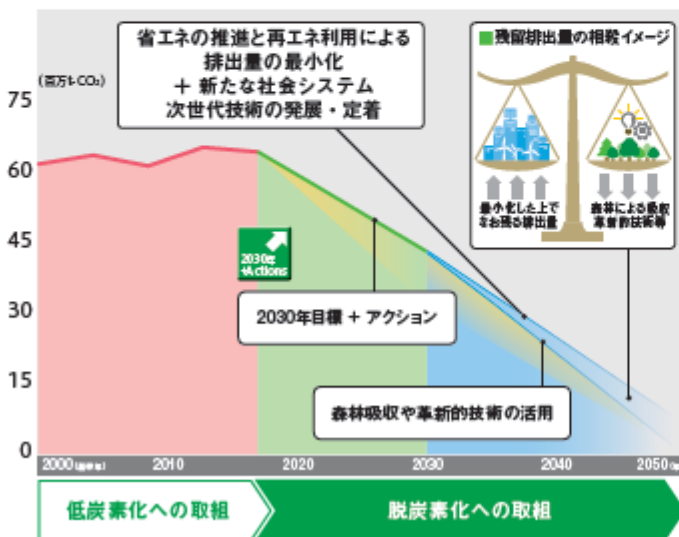 省エネの推進と再エネ利用による
排出量の最小化
+ 新たな社会システム
次世代技術の発展・定着
■残留排出量の相殺イメージ
最小化した上で
なお残る排出量
森林による吸収
革新的技術等
(百万t-CO₂)
75
60
45
30
15
0
2030年
+Actions
2030年目標 + アクション
森林吸収や革新的技術の活用
2000
2010
2020
2030
2040
2050
低炭素化への取組
脱炭素化への取組